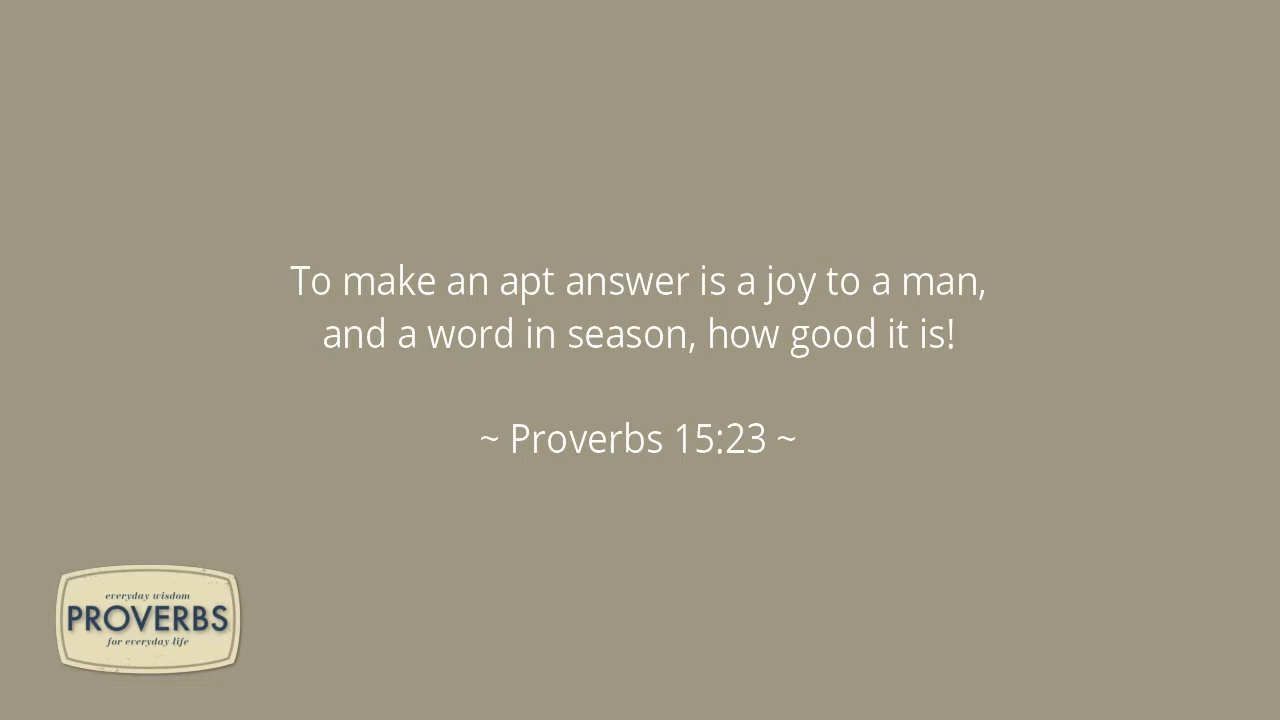 To make an apt answer is a joy to a man,
and a word in season, how good it is!
~ Proverbs 15:23 ~
everyday wisdom
PROVERBS
for everyday life